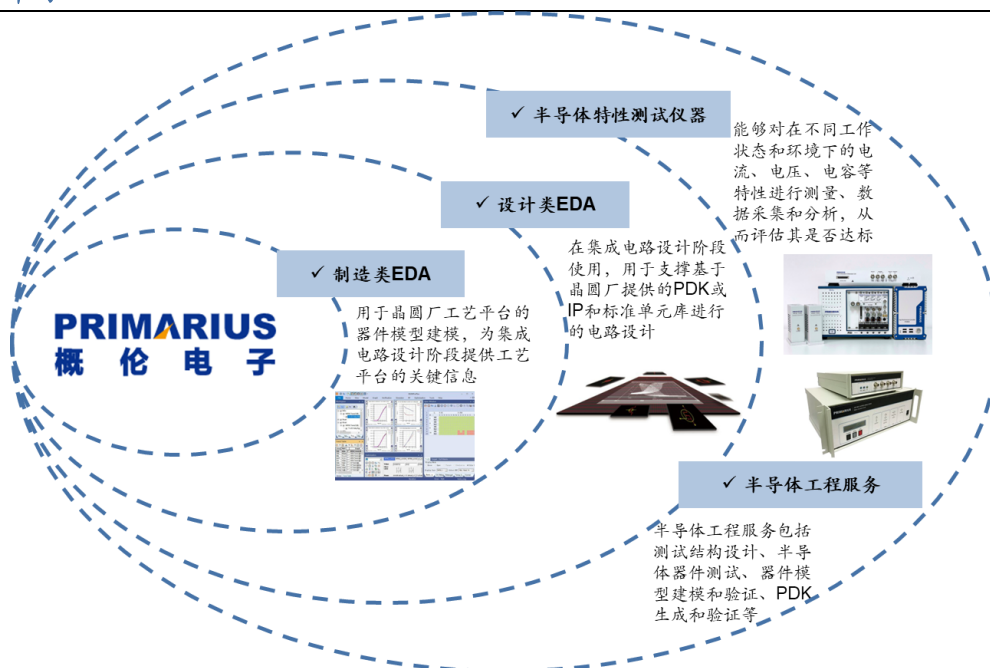 ✓ 半导体特性测试仪器
能够对在不同工作
状态和环境下的电
流、电压、电容等
特性进行测量、数
据采集和分析，从
而评估其是否达标
✓ 设计类EDA
在集成电路设计阶段
使用，用于支撑基于
晶圆厂提供的PDK或
IP和标准单元库进行
的电路设计
✓ 制造类EDA
用于晶圆厂工艺平台的
器件模型建模，为集成
电路设计阶段提供工艺
平台的关键信息
PRIMARIUS
概伦电子
PRIMARIUS
✓ 半导体工程服务
半导体工程服务包括
测试结构设计、半导
体器件测试、器件模
型建模和验证、PDK
生成和验证等